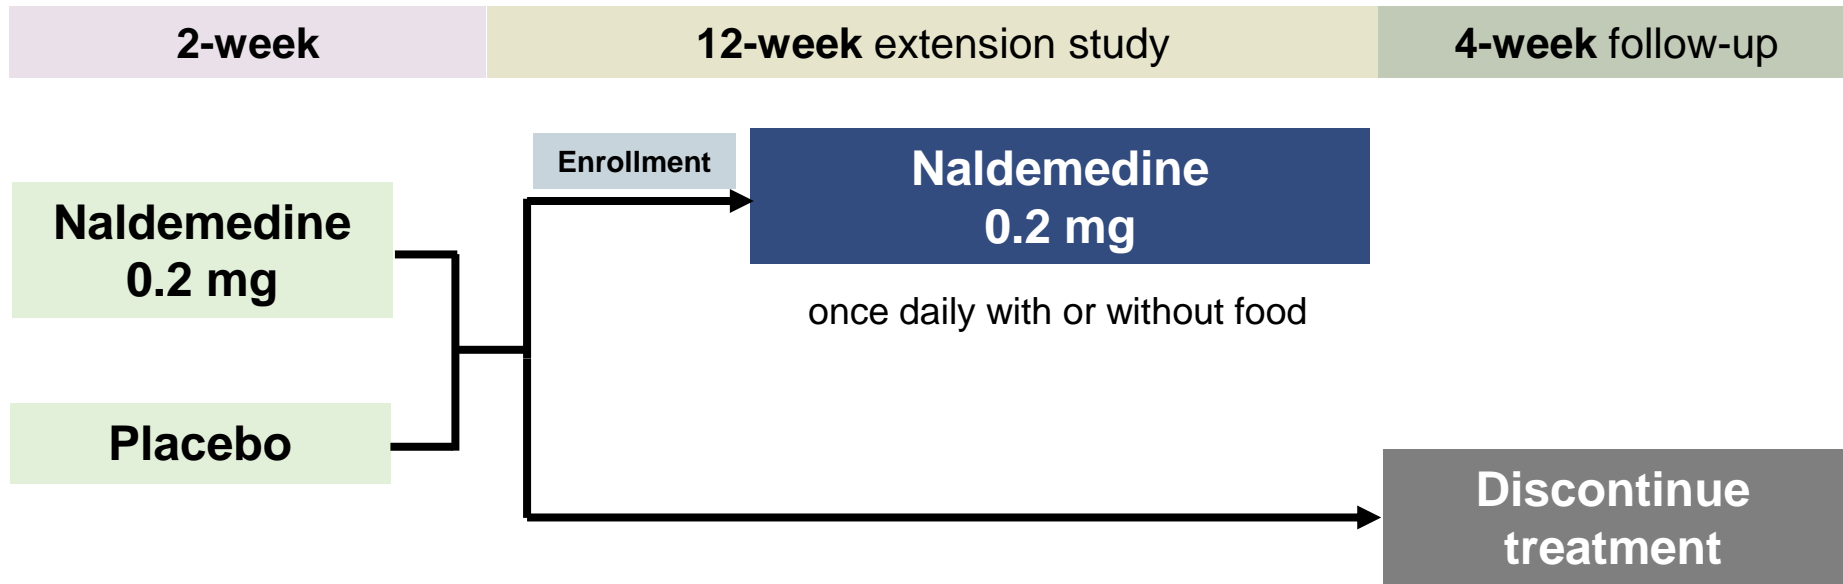 2-week
12-week extension study
4-week follow-up
Enrollment
Naldemedine
0.2 mg
Naldemedine
0.2 mg
once daily with or without food
Placebo
Discontinue
treatment